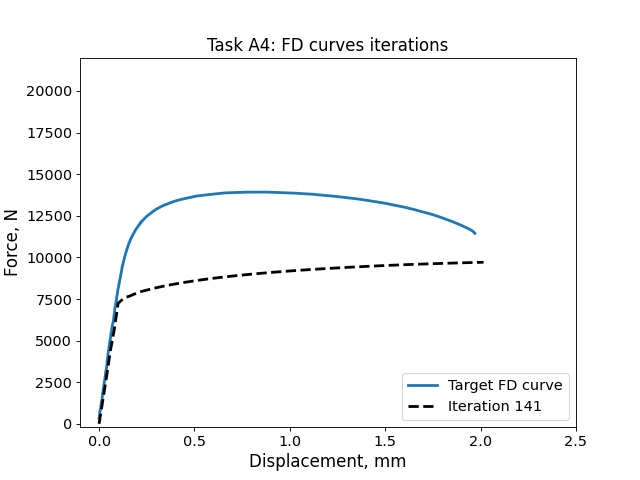 Task A4: FD curves iterations
Force, N
20000
17500
15000
12500
10000
7500
5000
2500
0
Target FD curve
Iteration 141
0.0 0.5 1.0 1.5 2.0 2.5
Displacement, mm